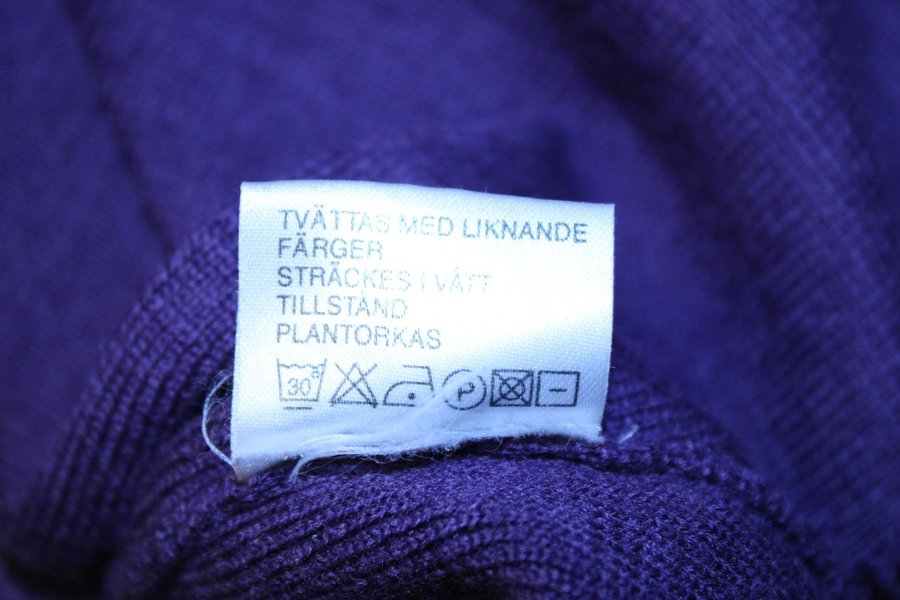 TVÄTTAS MED LIKNANDE
FÄRGER
STRÄCKES I VÅTT
TILLSTÅND
PLANTORKAS
30° P